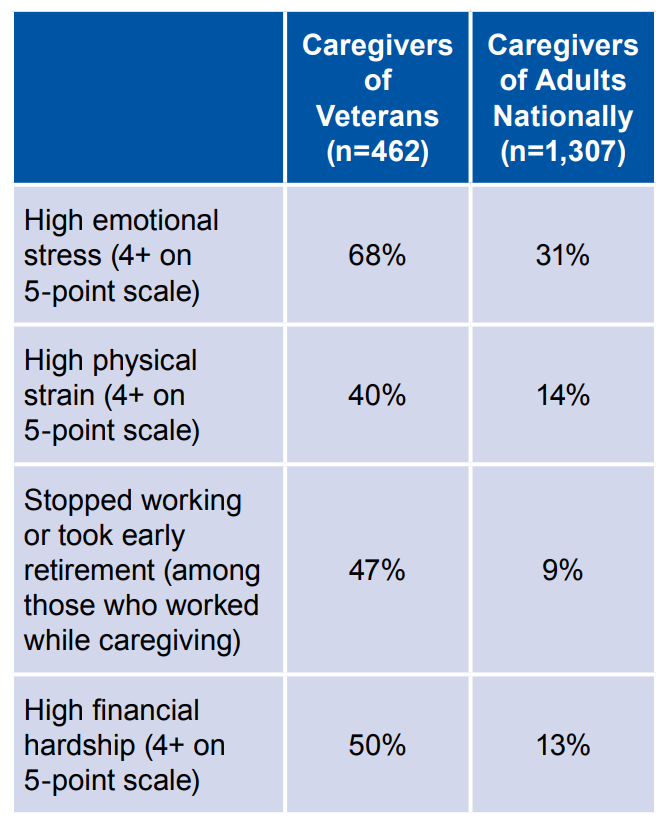 Caregivers
of
Veterans
(n=462)
Caregivers
of Adults
Nationally
(n=1,307)
High emotional
stress (4+ on
5-point scale)
68%
31%
High physical
strain (4+ on
5-point scale)
40%
14%
Stopped working
or took early
retirement (among
those who worked
while caregiving)
47%
9%
High financial
hardship (4+ on
5-point scale)
50%
13%